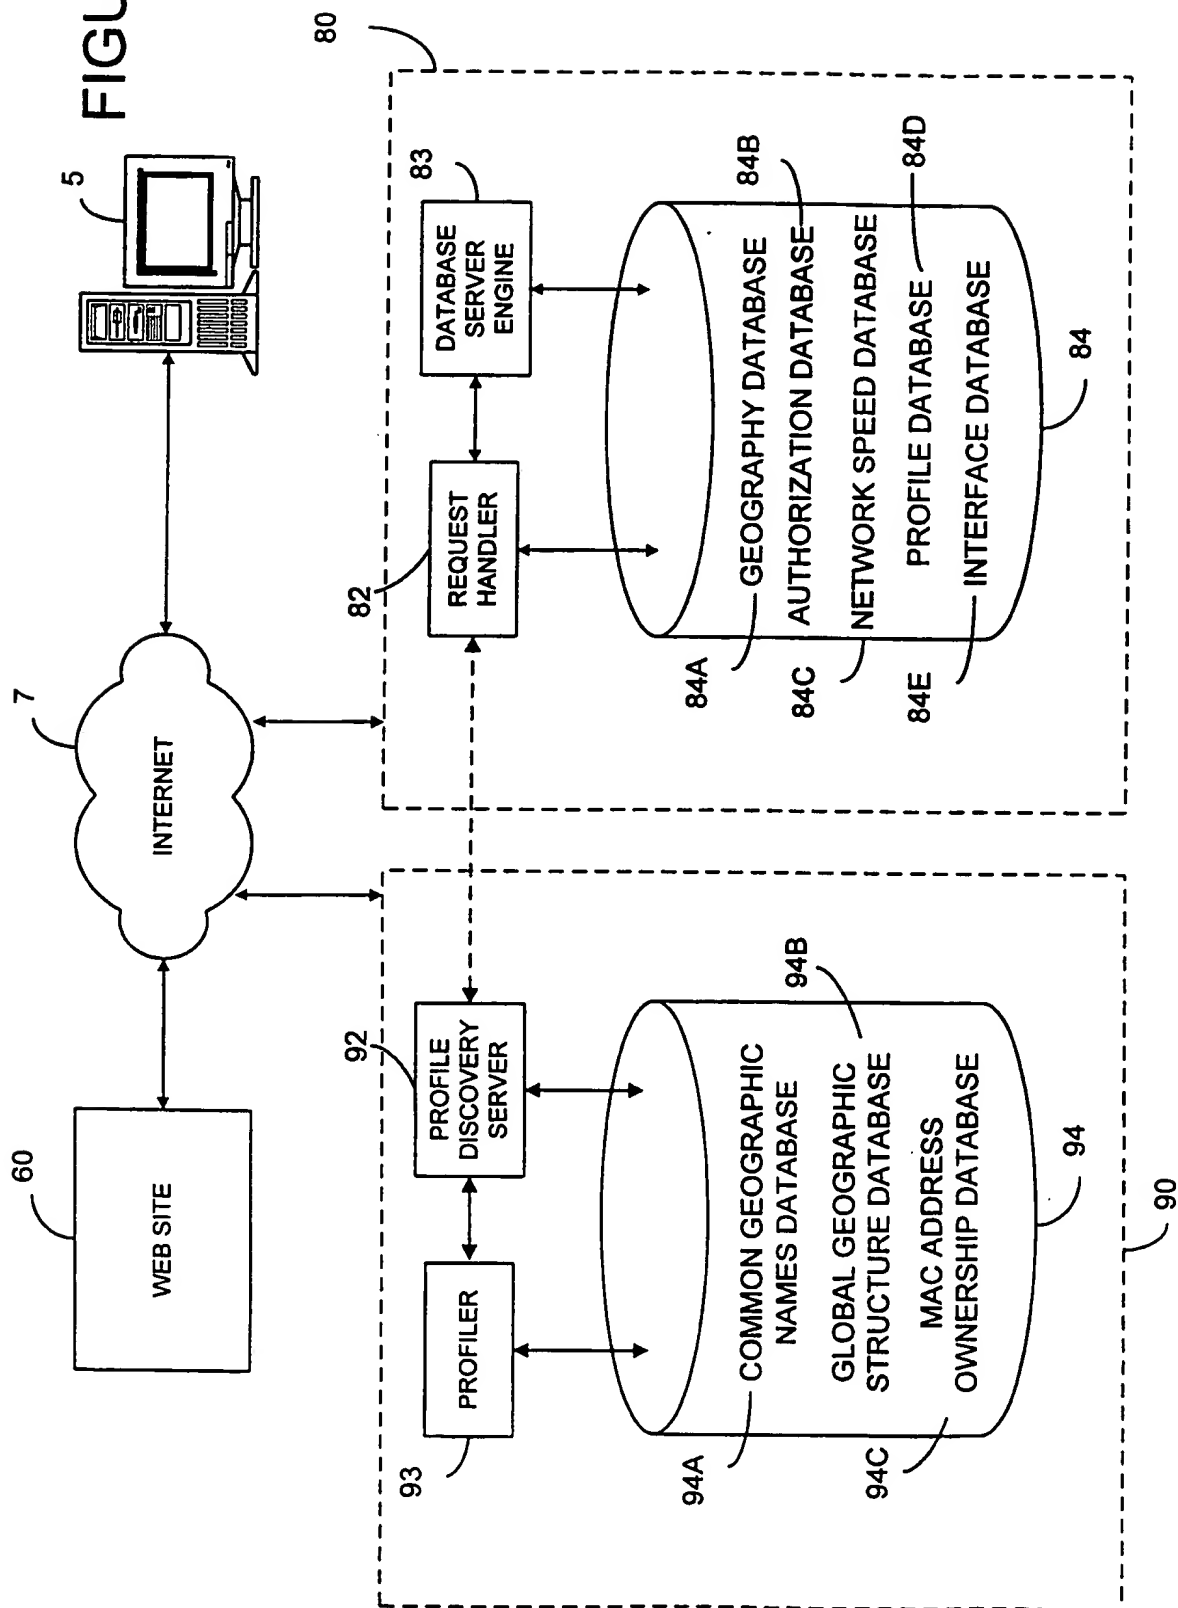 FIGU
60
7
5
WEB SITE
INTERNET
80
93
92
82
83
PROFILER
PROFILE
DISCOVERY
SERVER
REQUEST
HANDLER
DATABASE
SERVER
ENGINE
94A
COMMON GEOGRAPHIC
NAMES DATABASE
94B
GLOBAL GEOGRAPHIC
STRUCTURE DATABASE
94C
MAC ADDRESS
OWNERSHIP DATABASE
94
90
84A
GEOGRAPHY DATABASE
84B
AUTHORIZATION DATABASE
84C
NETWORK SPEED DATABASE
84D
PROFILE DATABASE
84E
INTERFACE DATABASE
84